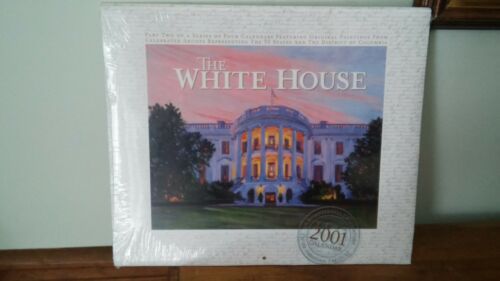 Part Two of a Series of Four Calendars Featuring Original Paintings From
Celebrated Artists Representing The 50 States And The District of Columbia
The
White House
2001
Calendar